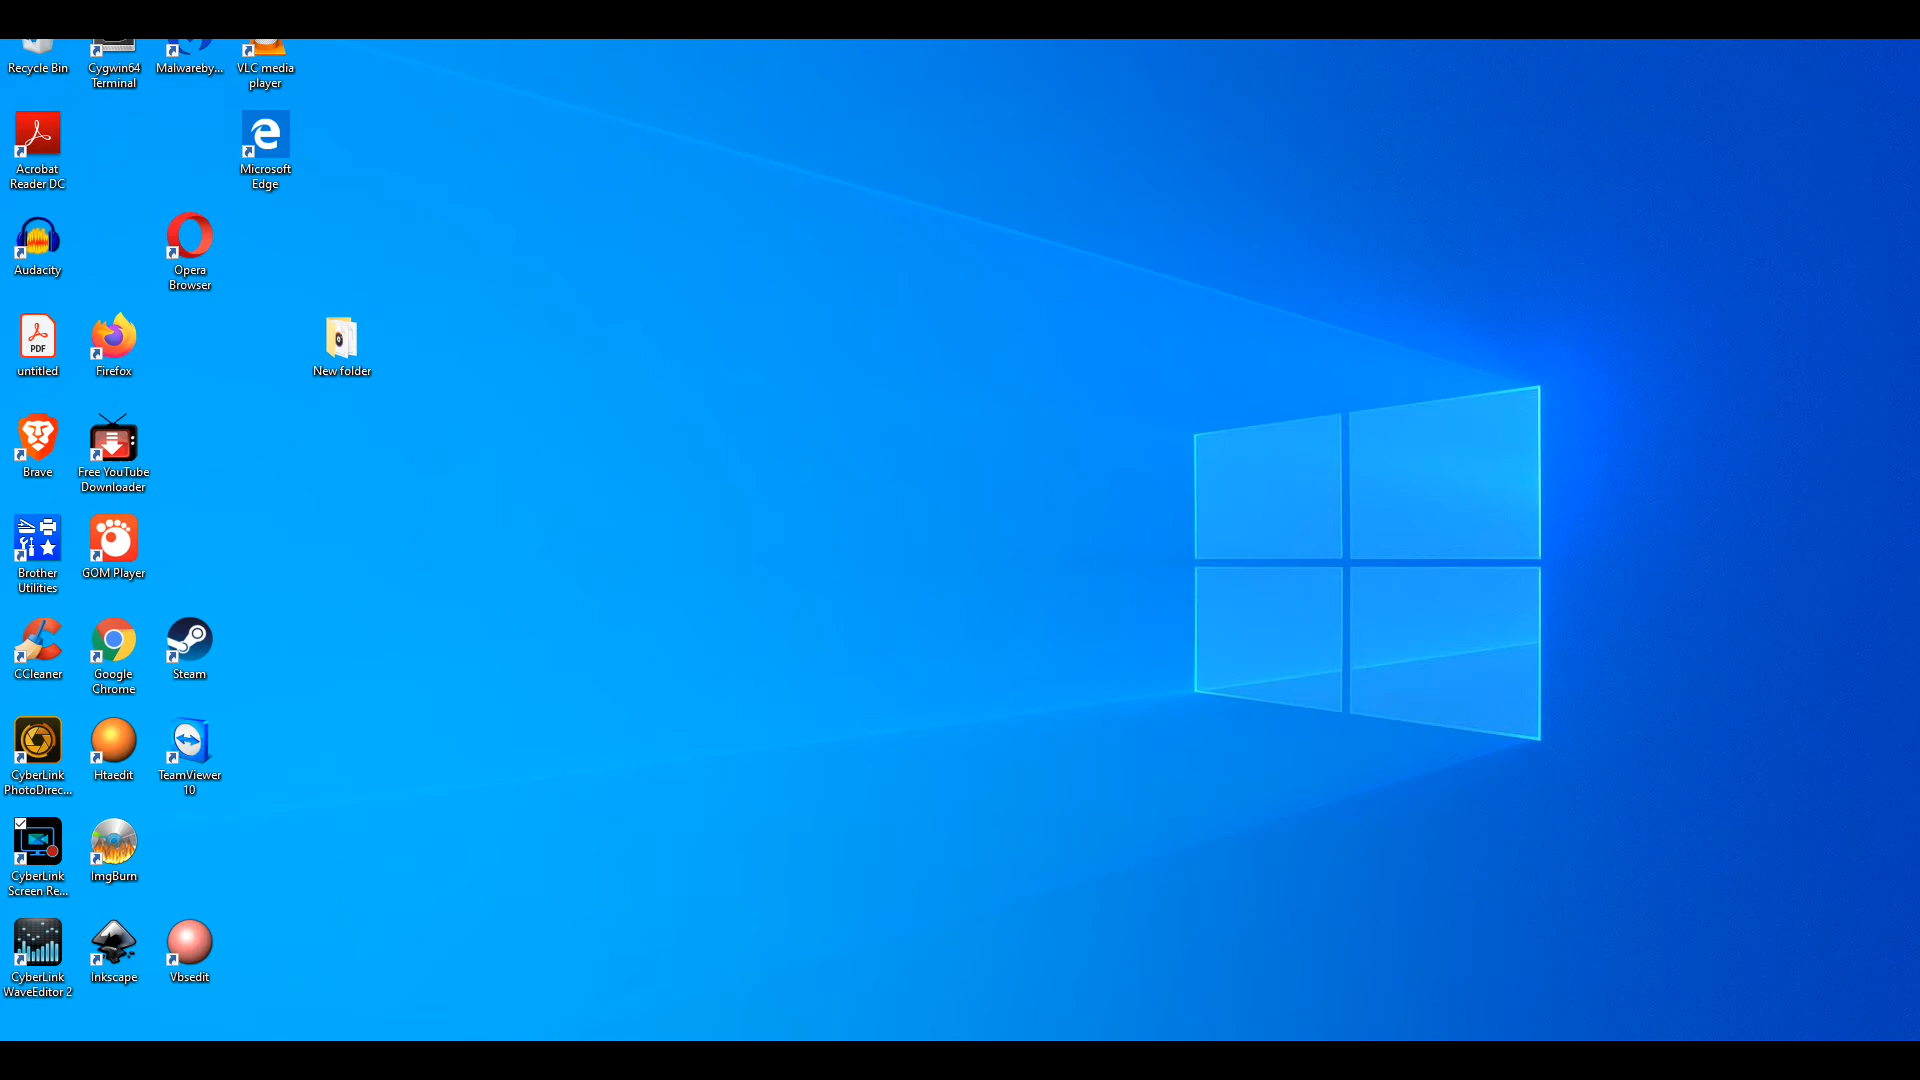 Recycle Bin
Cygwin64
Terminal
Malwareby...
VLC media
player
Acrobat
Reader DC
Microsoft
Edge
Audacity
Opera
Browser
PDF
untitled
Firefox
New folder
Brave
Free YouTube
Downloader
Brother
Utilities
GOM Player
CCleaner
Google
Chrome
Steam
CyberLink
PhotoDirec...
Htaedit
TeamViewer
10
CyberLink
Screen Re...
ImgBurn
CyberLink
WaveEditor 2
Inkscape
Vbsedit